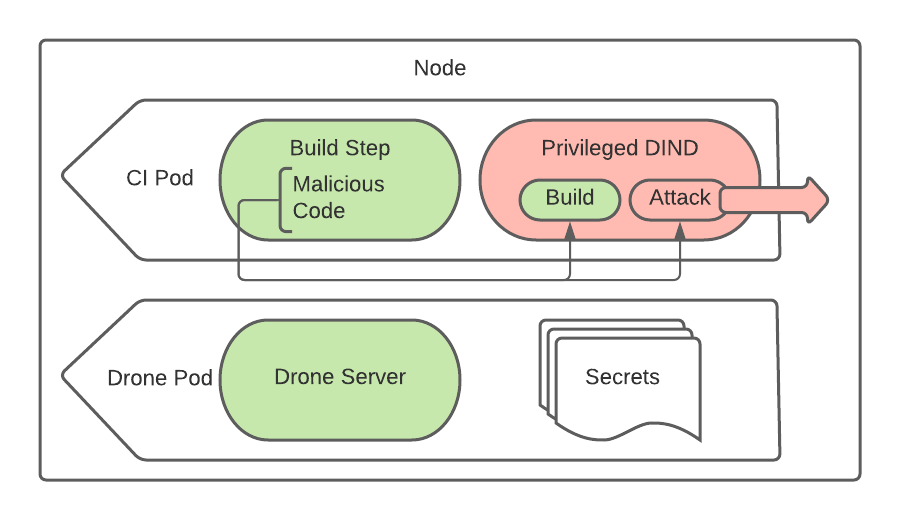 Node
CI Pod
Build Step
Malicious
Code
Privileged DIND
Build
Attack
Drone Pod
Drone Server
Secrets